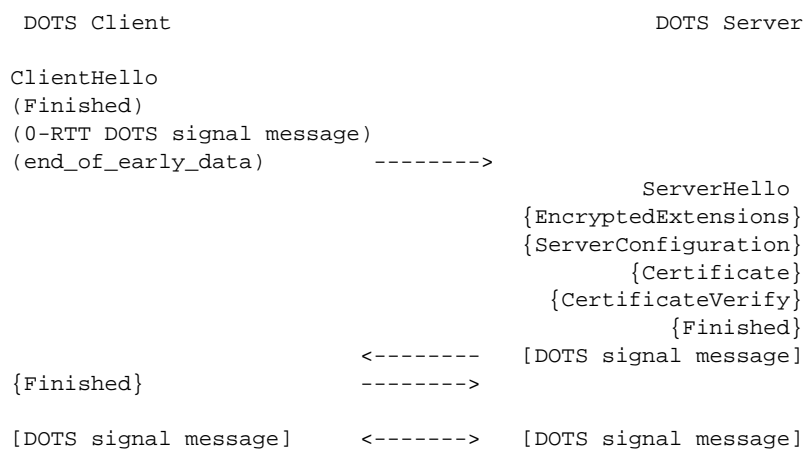 DOTS Client                                          DOTS Server
ClientHello
(Finished)
(0-RTT DOTS signal message)
(end_of_early_data)          -------->
ServerHello
{EncryptedExtensions}
{ServerConfiguration}
{Certificate}
{CertificateVerify}
{Finished}
<--------   [DOTS signal message]
{Finished}                  -------->
[DOTS signal message]     <------->   [DOTS signal message]